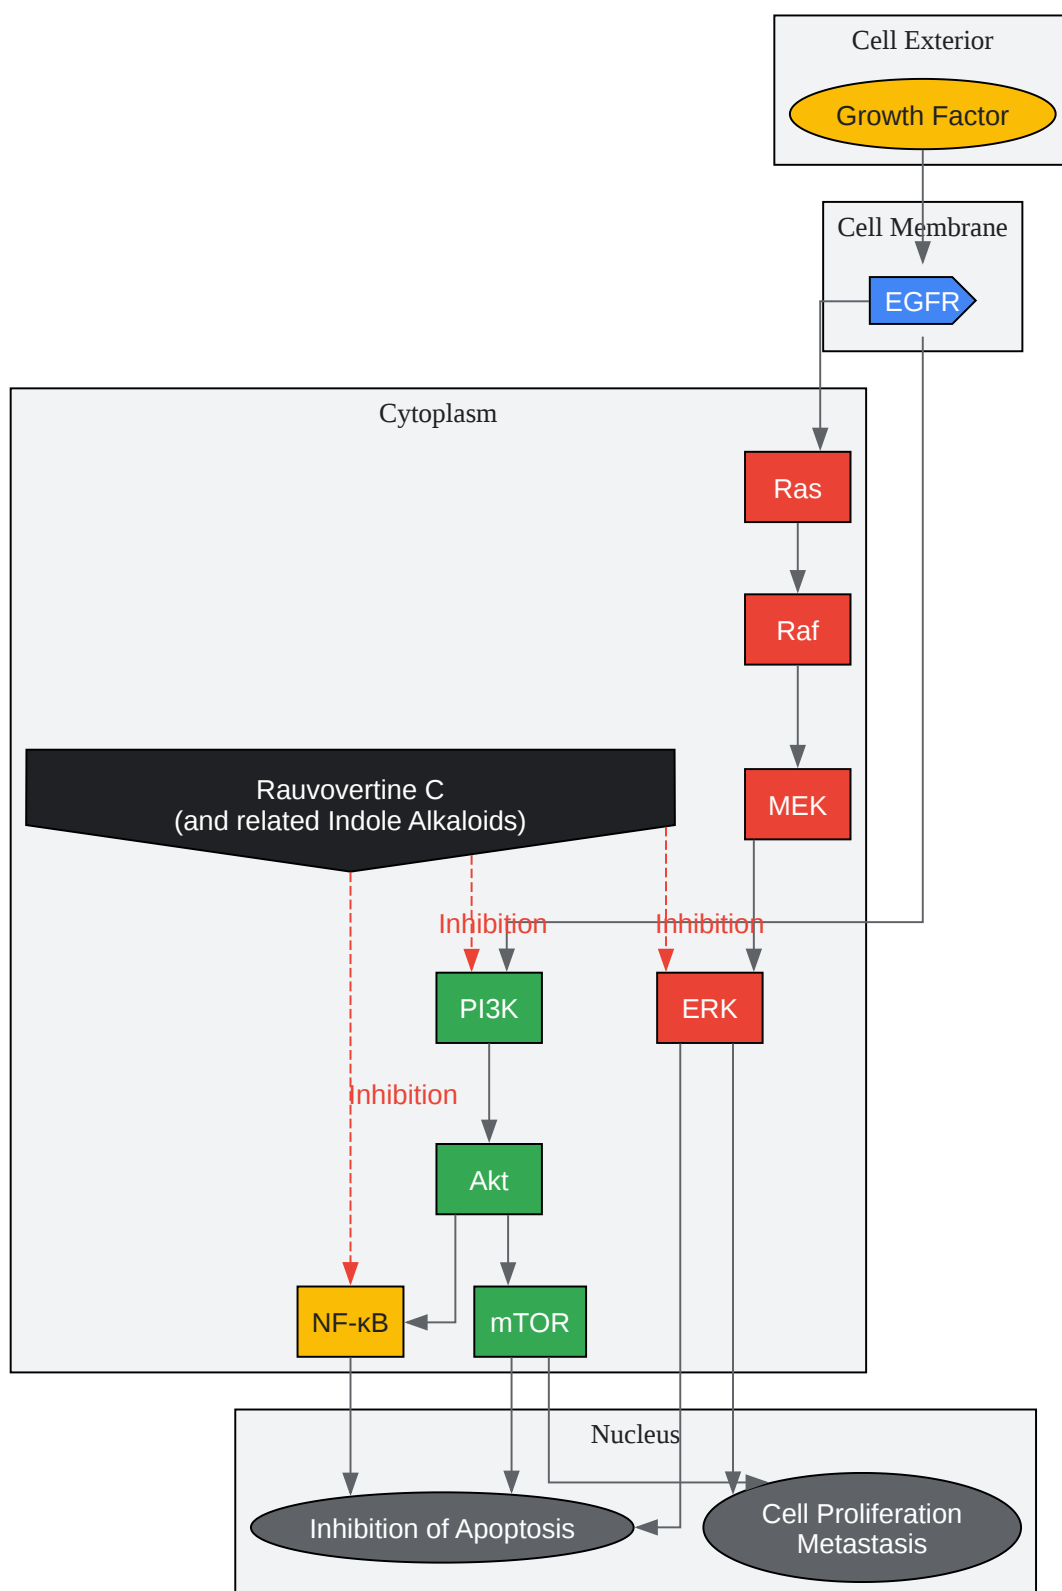 Cell Exterior
Growth Factor
Cell Membrane
EGFR
Cytoplasm
Ras
Raf
Rauvovertine C
(and related Indole Alkaloids)
MEK
Inhibition
Inhibition
PI3K
ERK
Inhibition
Akt
NF-κB
mTOR
Nucleus
Inhibition of Apoptosis
Cell Proliferation
Metastasis